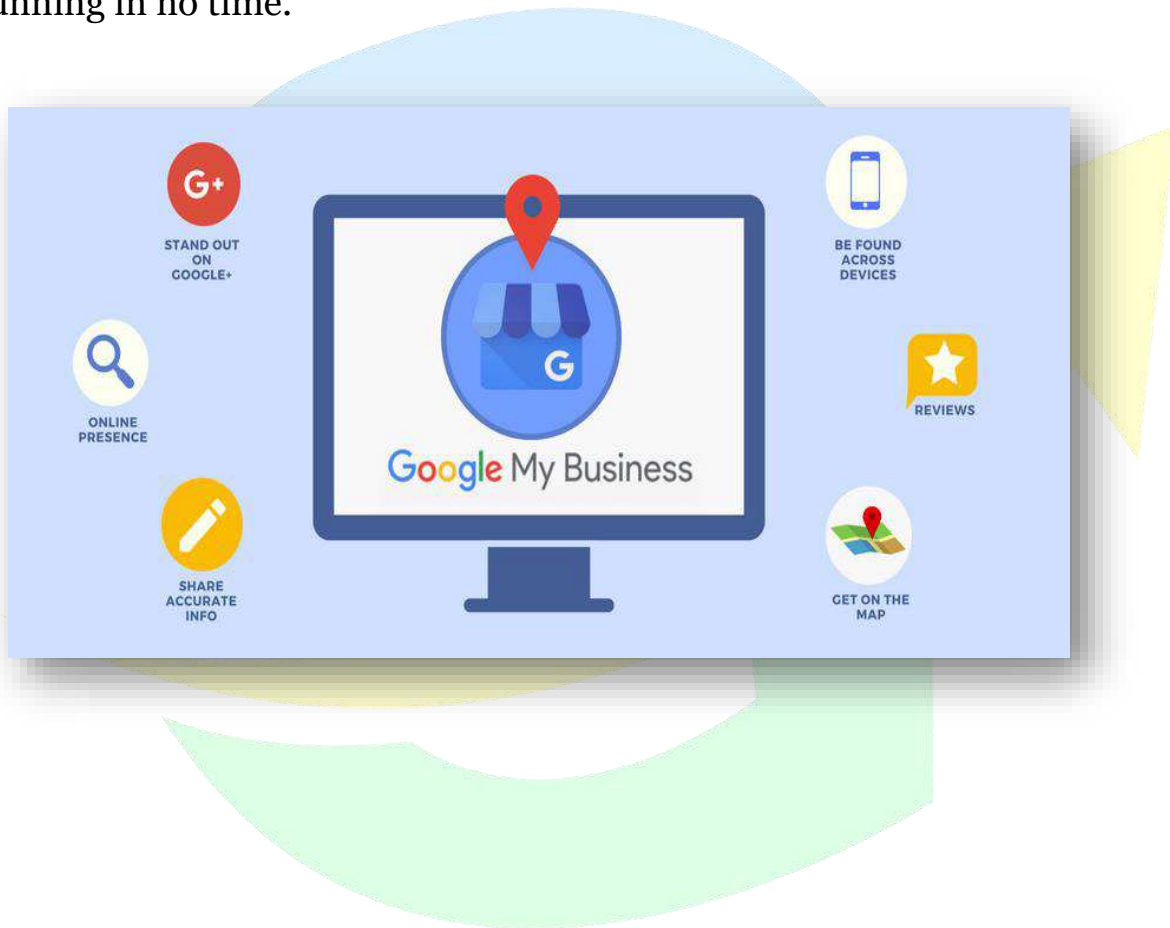 in no time.
G+
STAND OUT
ON
GOOGLE+
BE FOUND
ACROSS
DEVICES
ONLINE
PRESENCE
G
REVIEWS
Google My Business
SHARE
ACCURATE
INFO
GET ON THE
MAP